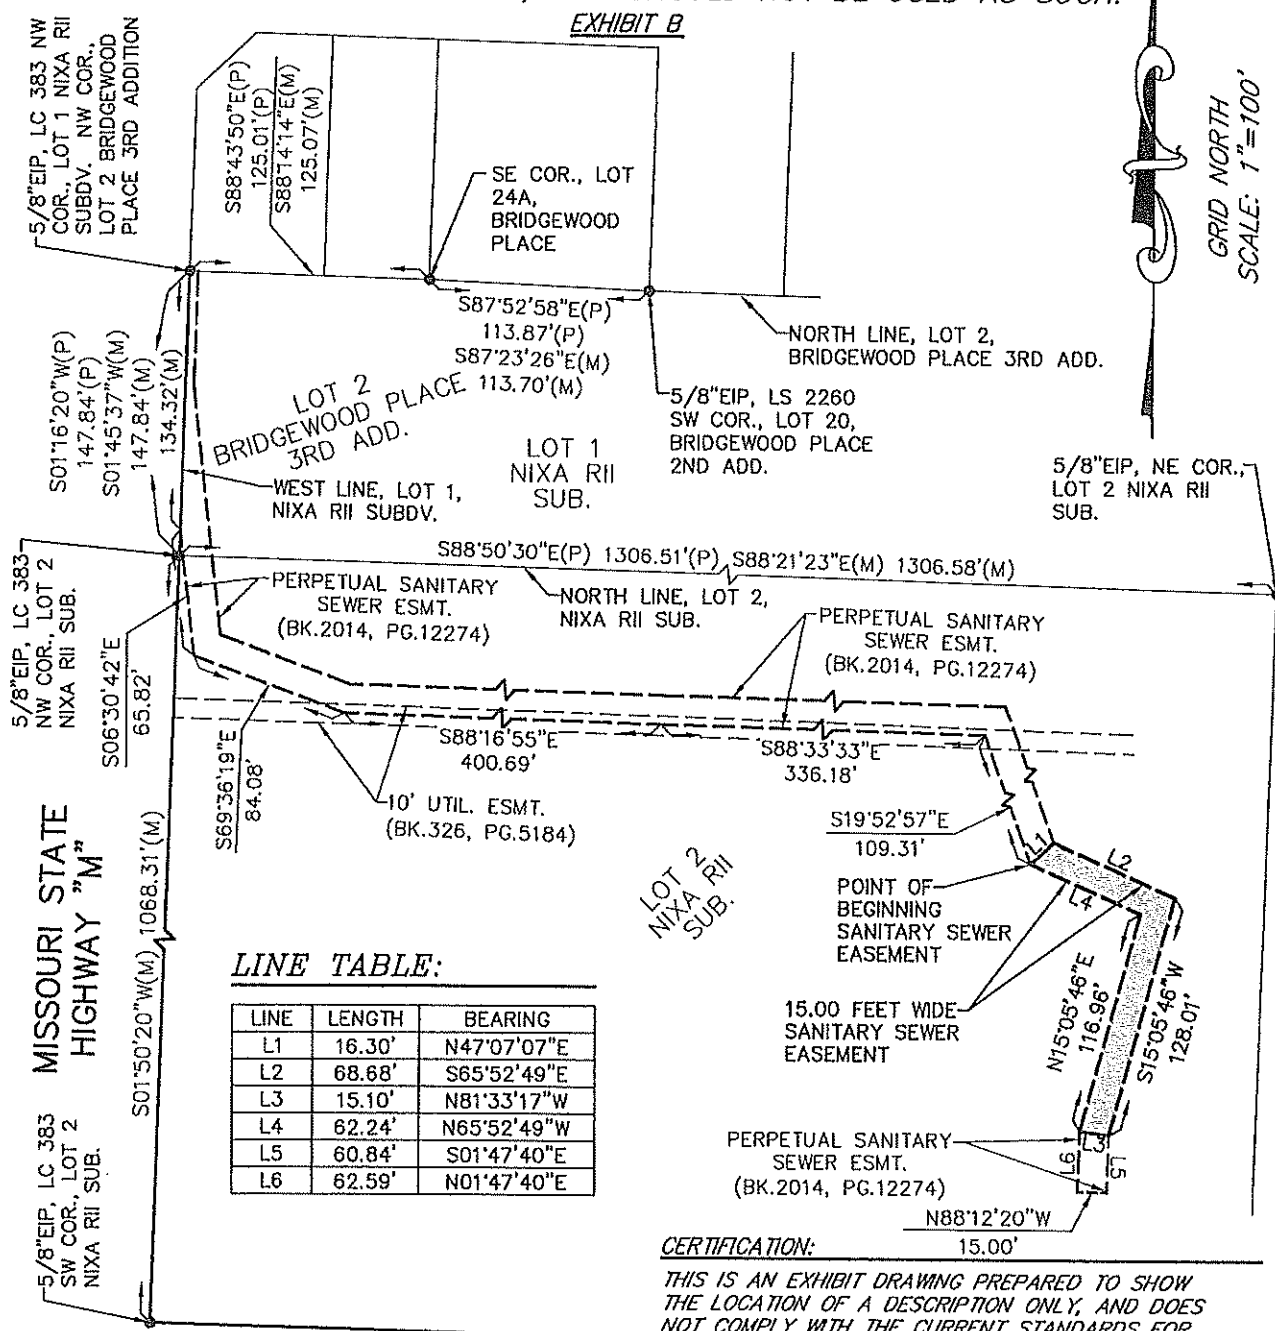 EXHIBIT B
5/8"EIP, LC 383 NW
COR., LOT 1 NIXA RII
SUBDV. NW COR.,
LOT 2 BRIDGEWOOD
PLACE 3RD ADDITION
S88°43'50"E(P)
125.01'(P)
S88°14'14"E(M)
125.07'(M)
SE COR., LOT
24A,
BRIDGEWOOD
PLACE
GRID NORTH
SCALE: 1"=100'
S87°52'58"E(P)
113.87'(P)
S87°23'26"E(M)
113.70'(M)
NORTH LINE, LOT 2,
BRIDGEWOOD PLACE 3RD ADD.
S01°16'20"W(P)
147.84'(P)
S01°45'37"W(M)
147.84'(M)
134.32'(M)
LOT 2
BRIDGEWOOD PLACE
3RD ADD.
5/8"EIP, LS 2260
SW COR., LOT 20,
BRIDGEWOOD PLACE
2ND ADD.
LOT 1
NIXA RII
SUB.
WEST LINE, LOT 1,
NIXA RII SUBDV.
5/8"EIP, NE COR.,
LOT 2 NIXA RII
SUB.
S88°50'30"E(P) 1306.51'(P) S88°21'23"E(M) 1306.58'(M)
5/8"EIP, LC 383
NW COR., LOT 2
NIXA RII SUB.
PERPETUAL SANITARY
SEWER ESMT.
(BK.2014, PG.12274)
NORTH LINE, LOT 2,
NIXA RII SUB.
PERPETUAL SANITARY
SEWER ESMT.
(BK.2014, PG.12274)
S06°30'42"E
65.82'
S69°36'19"E
84.08'
S88°16'55"E
400.69'
S88°33'33"E
336.18'
10' UTIL. ESMT.
(BK.326, PG.5184)
S19°52'57"E
109.31'
L1
L2
L4
POINT OF
BEGINNING
SANITARY SEWER
EASEMENT
LOT 2
NIXA RII
SUB.
MISSOURI STATE
HIGHWAY "M"
S01°50'20"W(M) 1068.31'(M)
15.00 FEET WIDE
SANITARY SEWER
EASEMENT
N15°05'46"E
116.96'
S15°05'46"W
128.01'
LINE TABLE:
LINE LENGTH BEARING
L1 16.30' N47°07'07"E
L2 68.68' S65°52'49"E
L3 15.10' N81°33'17"W
L4 62.24' N65°52'49"W
L5 60.84' S01°47'40"E
L6 62.59' N01°47'40"E
5/8"EIP, LC 383
SW COR., LOT 2
NIXA RII SUB.
PERPETUAL SANITARY
SEWER ESMT.
(BK.2014, PG.12274)
L3
L6
L5
N88°12'20"W
15.00'
CERTIFICATION:
THIS IS AN EXHIBIT DRAWING PREPARED TO SHOW
THE LOCATION OF A DESCRIPTION ONLY, AND DOES
NOT COMPLY WITH THE CURRENT STANDARDS FOR